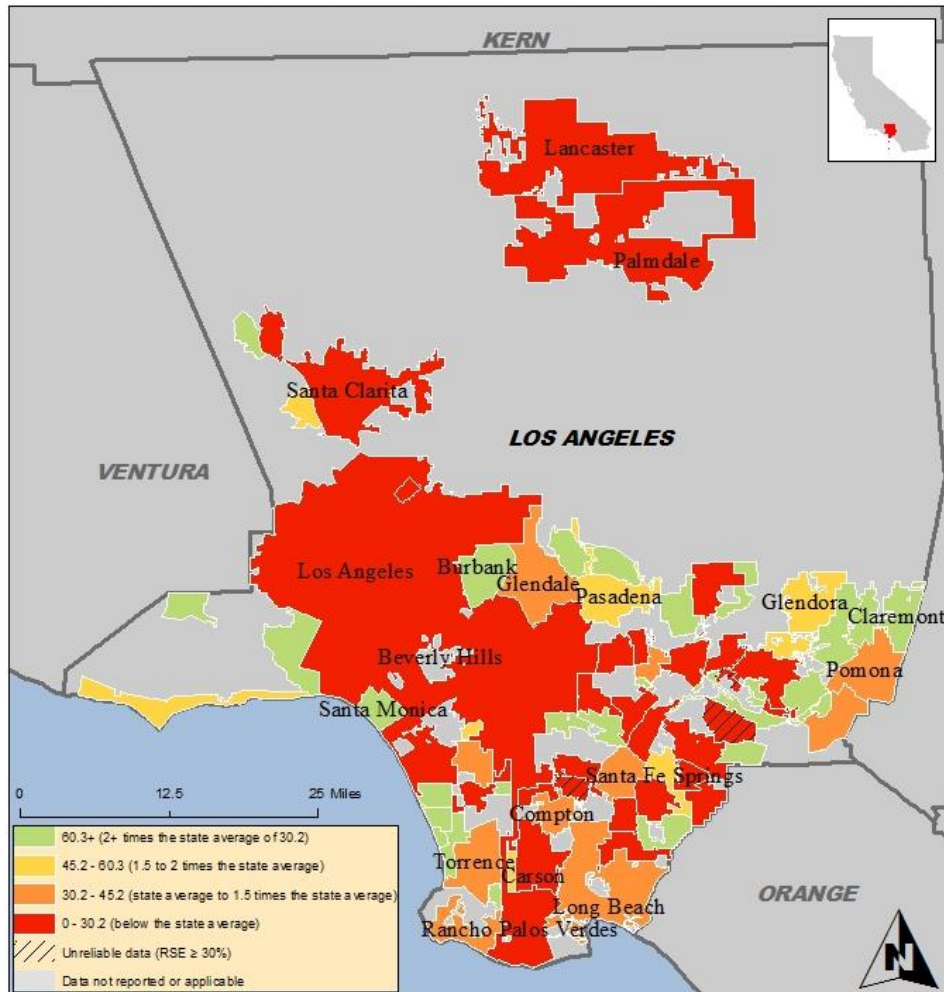 KERN
Lancaster
Palmdale
Santa Clarita
LOS ANGELES
VENTURA
Los Angeles
Burbank
Glendale
Pasadena
Glendora
Claremont
Beverly Hills
Pomona
Santa Monica
Santa Fe Springs
0 12.5 25 Miles
Compton
60.3+ (2+ times the state average of 30.2)
45.2 - 60.3 (1.5 to 2 times the state average)
Torrence
Carson
30.2 - 45.2 (state average to 1.5 times the state average)
ORANGE
Long Beach
0 - 30.2 (below the state average)
Rancho Palos Verdes
Unreliable data (RSE ≥ 30%)
Data not reported or applicable
N